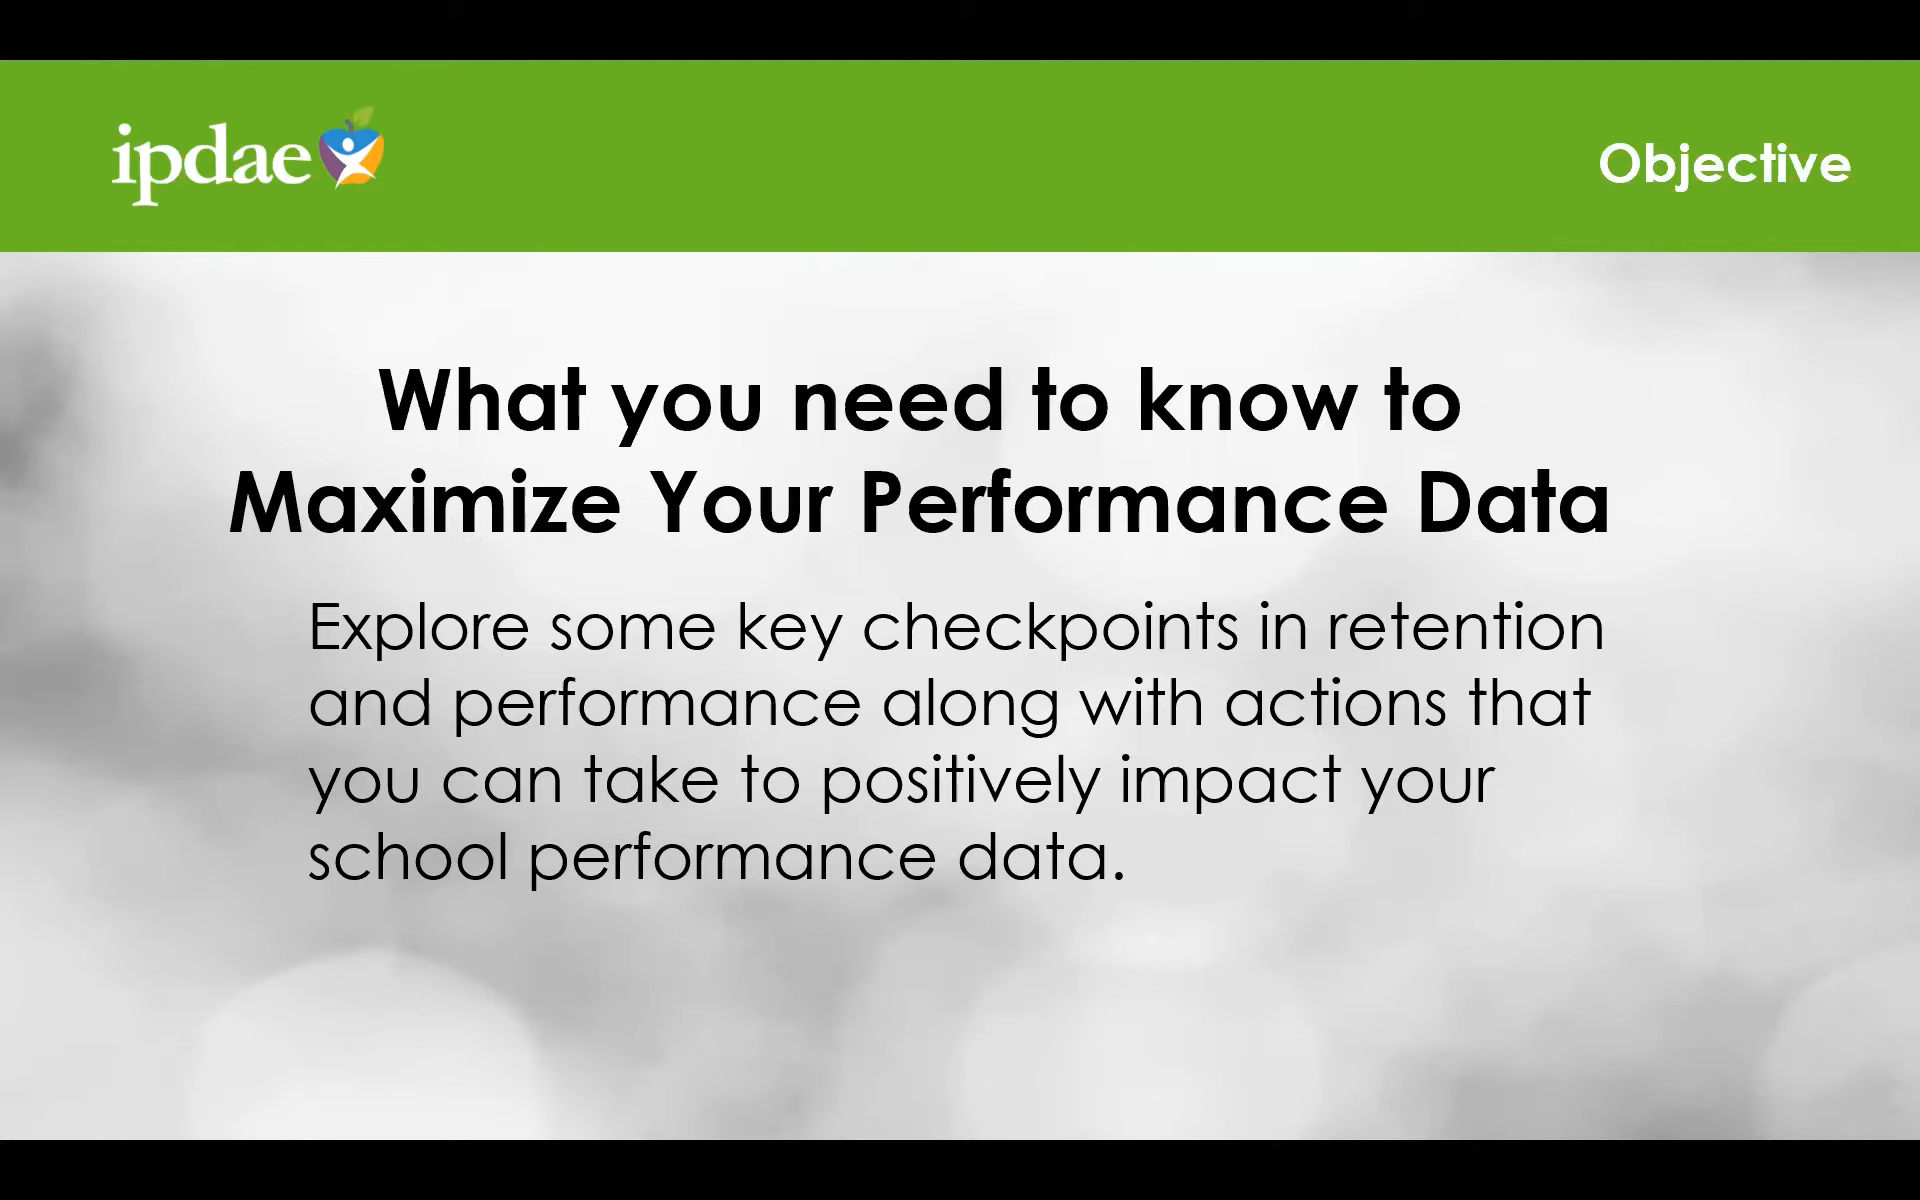 ipdae
Objective
What you need to know to
Maximize Your Performance Data
Explore some key checkpoints in retention
and performance along with actions that
you can take to positively impact your
school performance data.